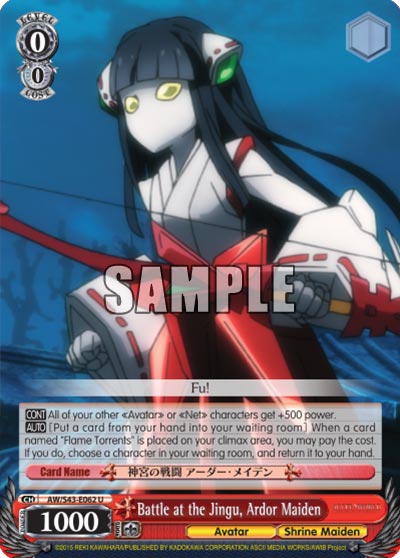 LEVEL
0
0
COST
SAMPLE
Fu!
CONT All of your other «Avatar» or «Net» characters get +500 power.
AUTO [Put a card from your hand into your waiting room] When a card
named "Flame Torrents" is placed on your climax area, you may pay the cost.
If you do, choose a character in your waiting room, and return it to your hand.
Card Name 神宮の戦闘 アーダー・メイデン
CH AW/S43-E062 U
1000
Battle at the Jingu, Ardor Maiden
Avatar Shrine Maiden
©2015 REKI KAWAHARA/PUBLISHED BY KADOKAWA CORPORATION ASCII MEDIA WORKS/AWIB Project